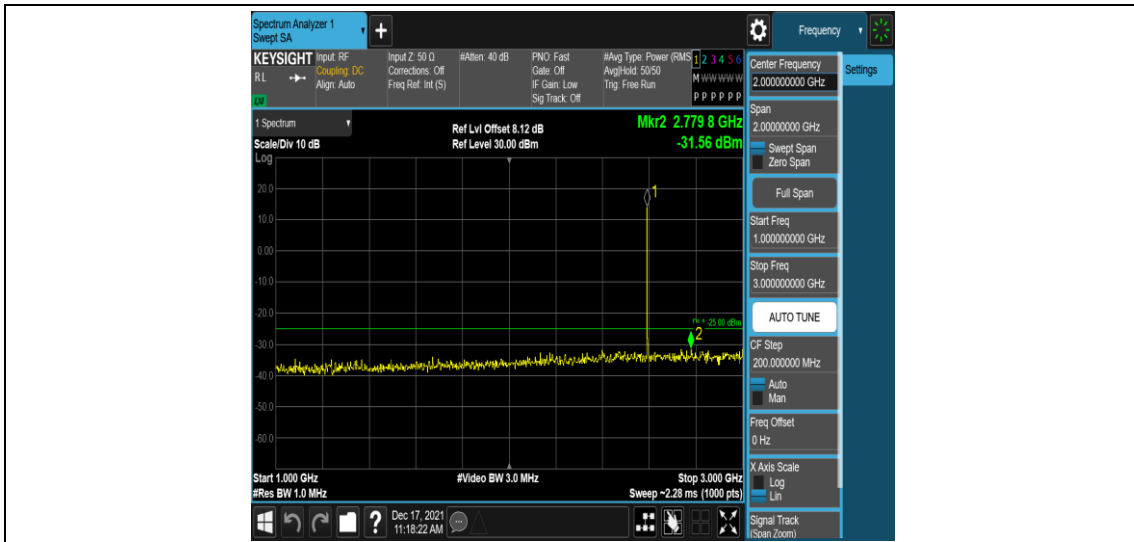 Spectrum Analyzer 1
Swept SA
+
Frequency
KEYSIGHT
RL
LXI
Input: RF
Coupling: DC
Align: Auto
Input Z: 50 Ω
Corrections: Off
Freq Ref: Int (S)
#Atten: 40 dB
PNO: Fast
Gate: Off
IF Gain: Low
Sig Track: Off
#Avg Type: Power (RMS
Avg|Hold: 50/50
Trig: Free Run
1 2 3 4 5 6
M W W W W W
P P P P P P
1 Spectrum
Scale/Div 10 dB
Log
Ref Lvl Offset 8.12 dB
Ref Level 30.00 dBm
Mkr2 2.779 8 GHz
-31.56 dBm
1
20.0
10.0
0.00
-10.0
-20.0
-25.00 dBm
2
-30.0
-40.0
-50.0
-60.0
Start 1.000 GHz
#Res BW 1.0 MHz
#Video BW 3.0 MHz
Stop 3.000 GHz
Sweep ~2.28 ms (1000 pts)
Dec 17, 2021
11:18:22 AM
?
Settings
Center Frequency
2.000000000 GHz
Span
2.00000000 GHz
Swept Span
Zero Span
Full Span
Start Freq
1.000000000 GHz
Stop Freq
3.000000000 GHz
AUTO TUNE
CF Step
200.000000 MHz
Auto
Man
Freq Offset
0 Hz
X Axis Scale
Log
Lin
Signal Track
(Span Zoom)